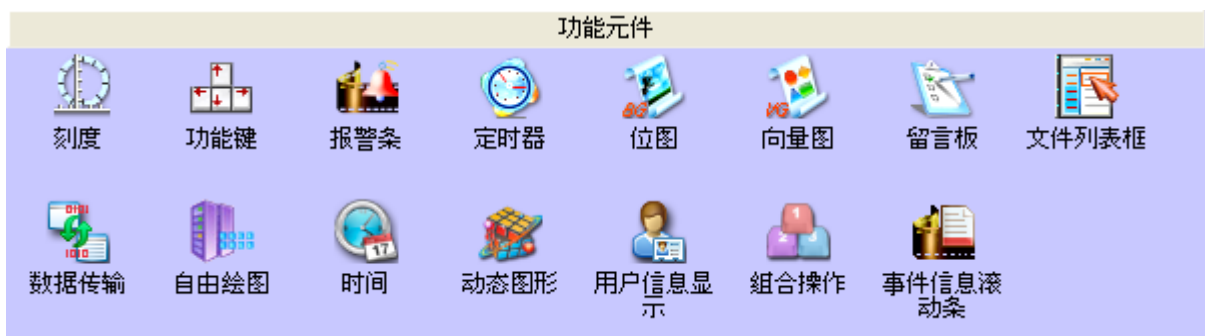 功能元件
刻度 功能键 报警条 定时器 位图 向量图 留言板 文件列表框
数据传输 自由绘图 时间 动态图形 用户信息显 组合操作 事件信息滚
示 动条